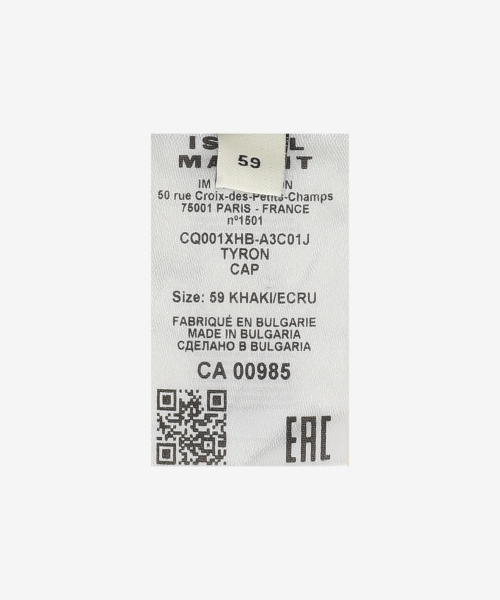 59
50 rue Croix-des-Petits-Champs
75001 PARIS - FRANCE
n°1501
CQ001XHB-A3C01J
TYRON
CAP
Size: 59 KHAKI/ECRU
FABRIQUÉ EN BULGARIE
MADE IN BULGARIA
СДЕЛАНО В BULGARIA
CA 00985
EAC